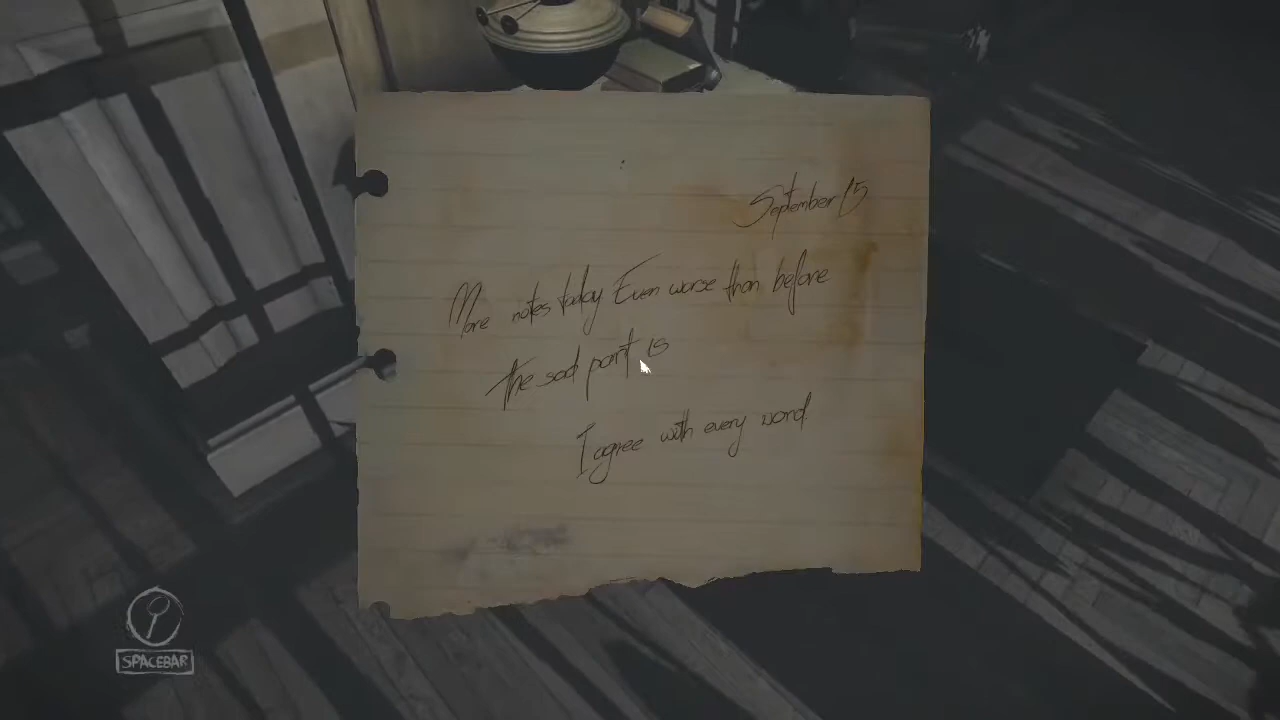 September 15
More notes today Even worse than before
the sad part is
I agree with every word.
SPACEBAR